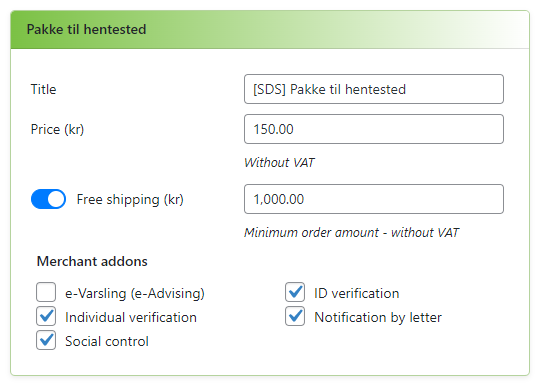 Pakke til hentested
Title
[SDS] Pakke til hentested
Price (kr)
150.00
Without VAT
Free shipping (kr)
1,000.00
Minimum order amount - without VAT
Merchant addons
e-Varsling (e-Advising)
ID verification
Individual verification
Notification by letter
Social control